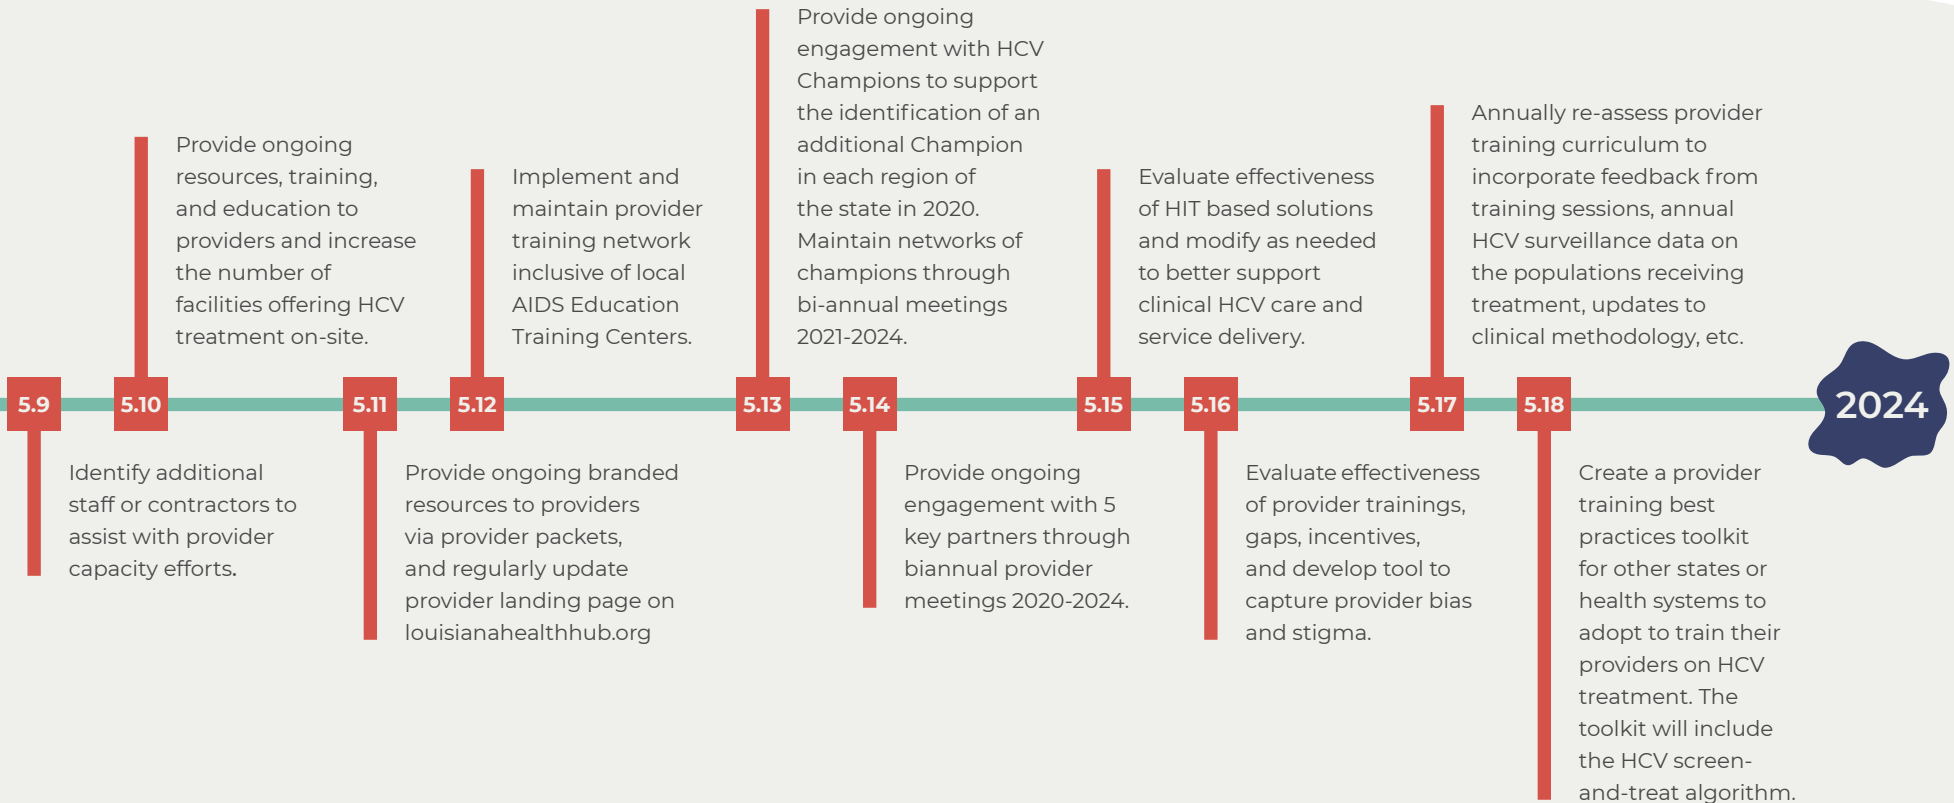 5.9
Identify additional
staff or contractors to
assist with provider
capacity efforts.
5.10
Provide ongoing
resources, training,
and education to
providers and increase
the number of
facilities offering HCV
treatment on-site.
5.11
Provide ongoing branded
resources to providers
via provider packets,
and regularly update
provider landing page on
louisianahealthhub.org
5.12
Implement and
maintain provider
training network
inclusive of local
AIDS Education
Training Centers.
5.13
Provide ongoing
engagement with HCV
Champions to support
the identification of an
additional Champion
in each region of
the state in 2020.
Maintain networks of
champions through
bi-annual meetings
2021-2024.
5.14
Provide ongoing
engagement with 5
key partners through
biannual provider
meetings 2020-2024.
5.15
Evaluate effectiveness
of HIT based solutions
and modify as needed
to better support
clinical HCV care and
service delivery.
5.16
Evaluate effectiveness
of provider trainings,
gaps, incentives,
and develop tool to
capture provider bias
and stigma.
5.17
Annually re-assess provider
training curriculum to
incorporate feedback from
training sessions, annual
HCV surveillance data on
the populations receiving
treatment, updates to
clinical methodology, etc.
5.18
Create a provider
training best
practices toolkit
for other states or
health systems to
adopt to train their
providers on HCV
treatment. The
toolkit will include
the HCV screen-
and-treat algorithm.
2024